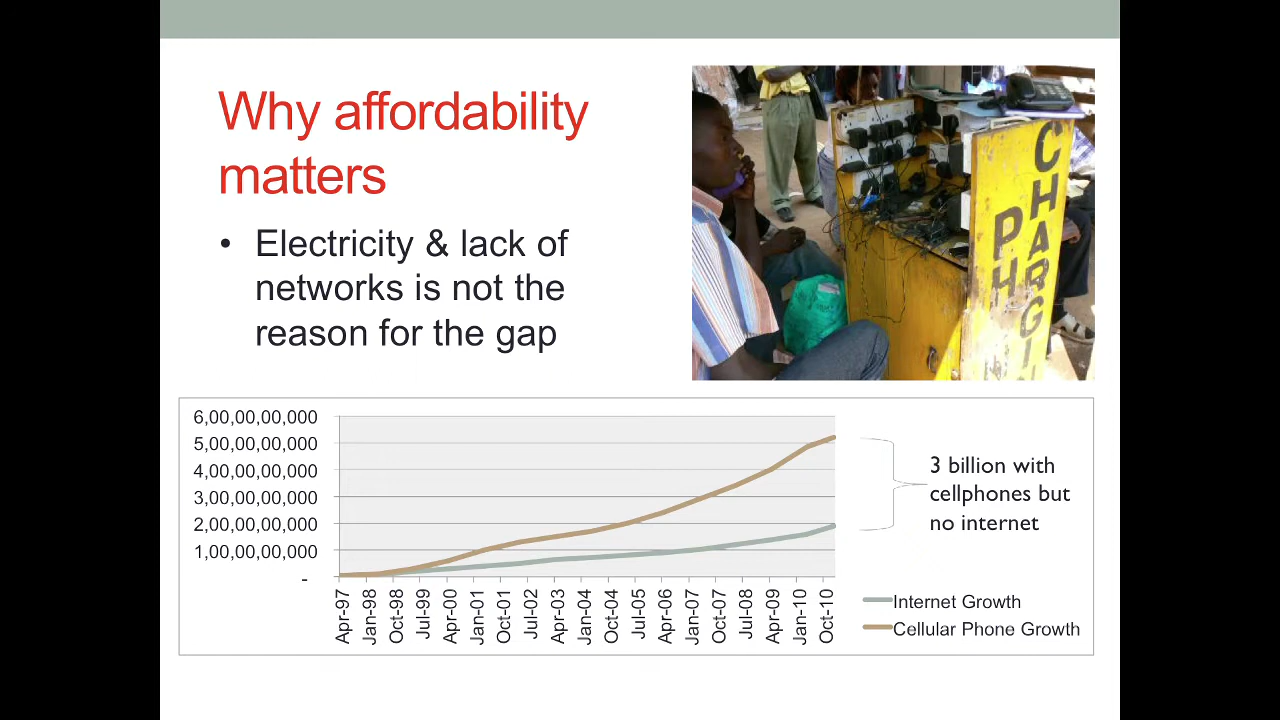 Why affordability
matters
• Electricity & lack of
networks is not the
reason for the gap
CHARGI
PH
6,00,00,00,000
5,00,00,00,000
4,00,00,00,000
3,00,00,00,000
2,00,00,00,000
1,00,00,00,000
-
Apr-97
Jan-98
Oct-98
Jul-99
Apr-00
Jan-01
Oct-01
Jul-02
Apr-03
Jan-04
Oct-04
Jul-05
Apr-06
Jan-07
Oct-07
Jul-08
Apr-09
Jan-10
Oct-10
3 billion with
cellphones but
no internet
Internet Growth
Cellular Phone Growth